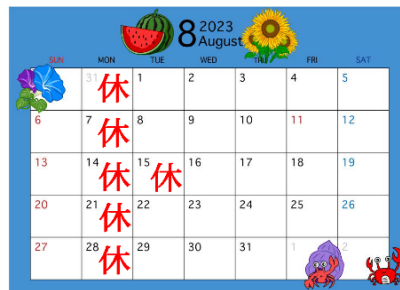 8 2023 August
SUN MON TUE WED THU FRI SAT
31 休 1 2 3 4 5
6 7 休 8 9 10 11 12
13 14 休 15 休 16 17 18 19
20 21 休 22 23 24 25 26
27 28 休 29 30 31 1 2